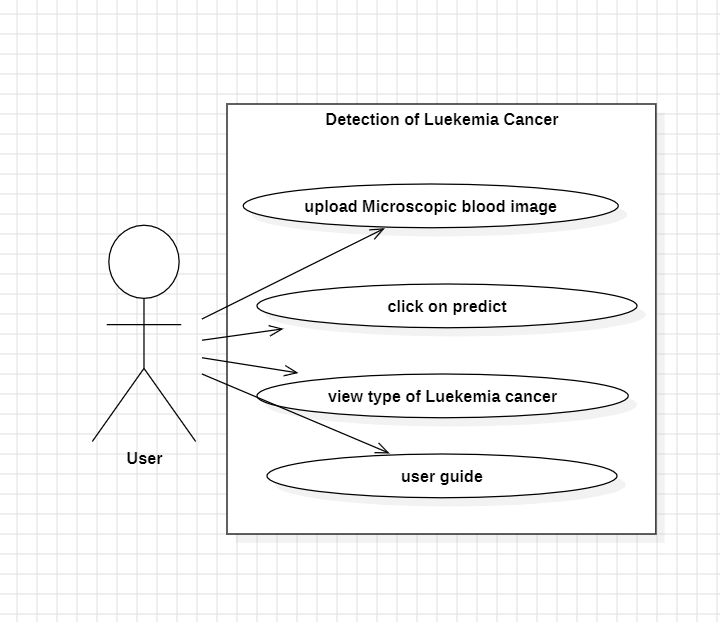 Detection of Luekemia Cancer
upload Microscopic blood image
click on predict
view type of Luekemia cancer
User
user guide